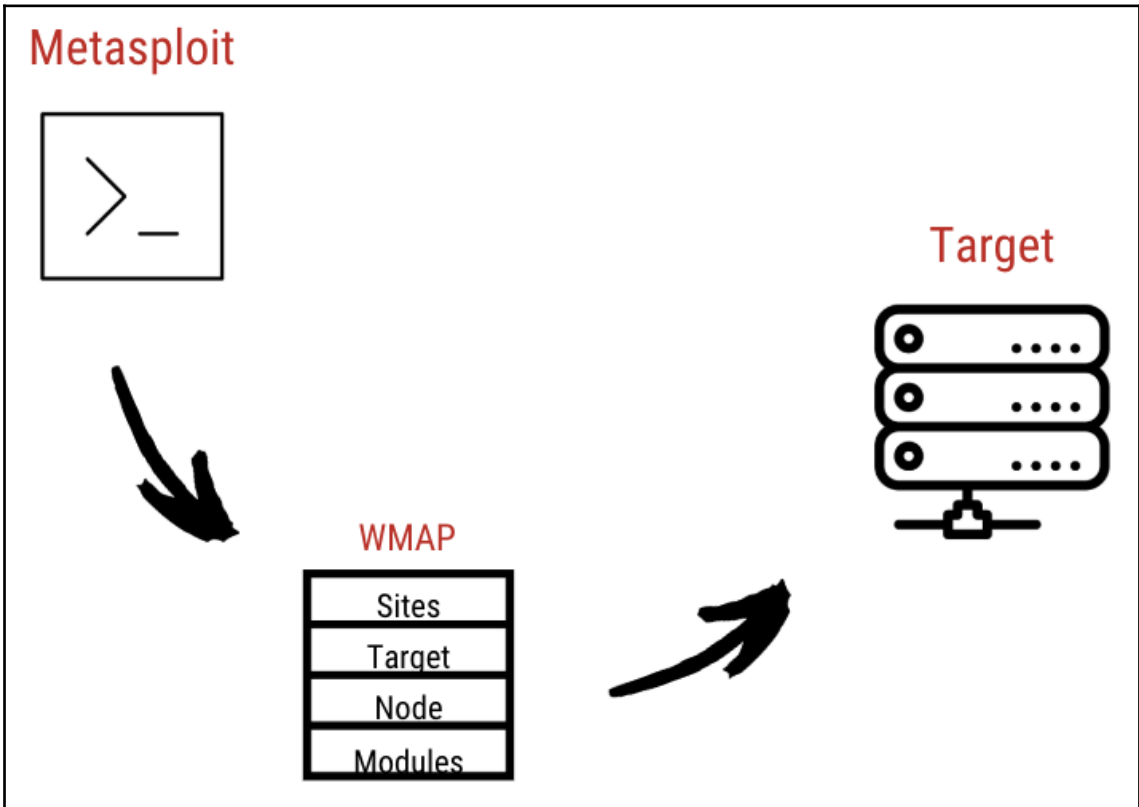 Metasploit
>_
Target
WMAP
Sites
Target
Node
Modules